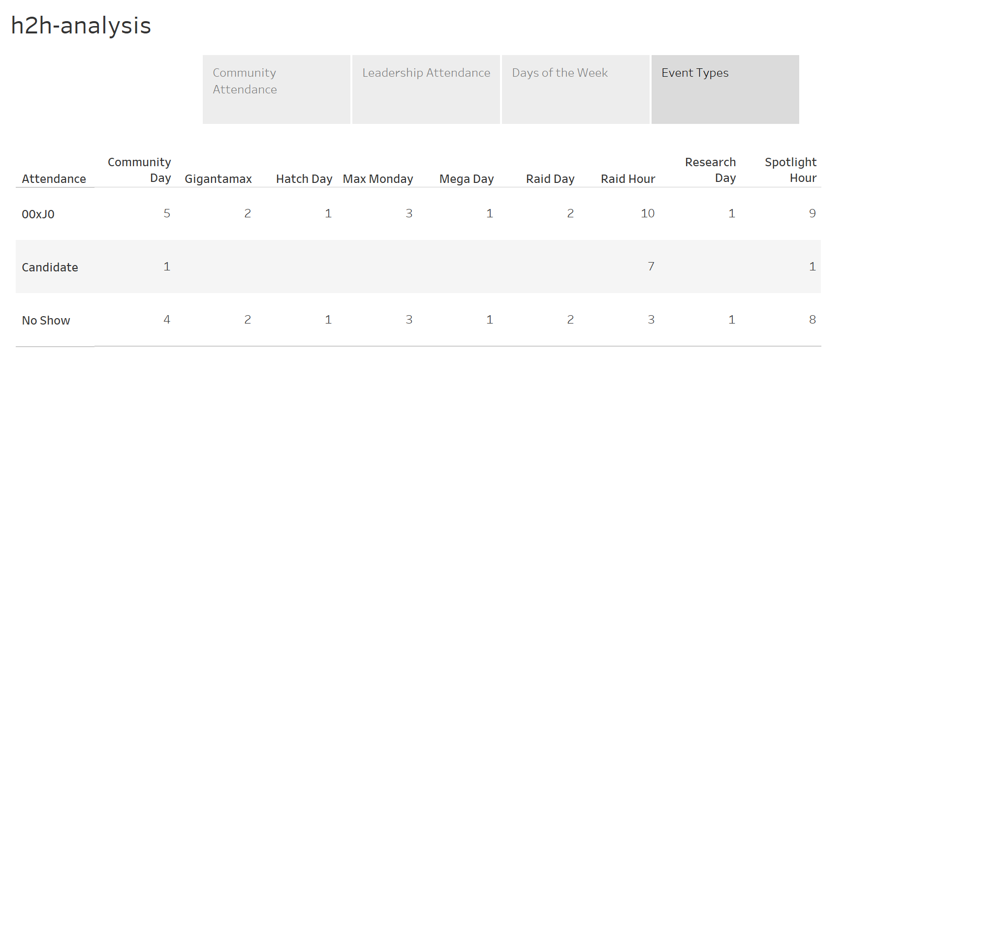 h2h-analysis
Community
Attendance
Leadership Attendance
Days of the Week
Event Types
Attendance
Community
Day
Gigantamax
Hatch Day
Max Monday
Mega Day
Raid Day
Raid Hour
Research
Day
Spotlight
Hour
00xJ0 5 2 1 3 1 2 10 1 9
Candidate 1 7 1
No Show 4 2 1 3 1 2 3 1 8